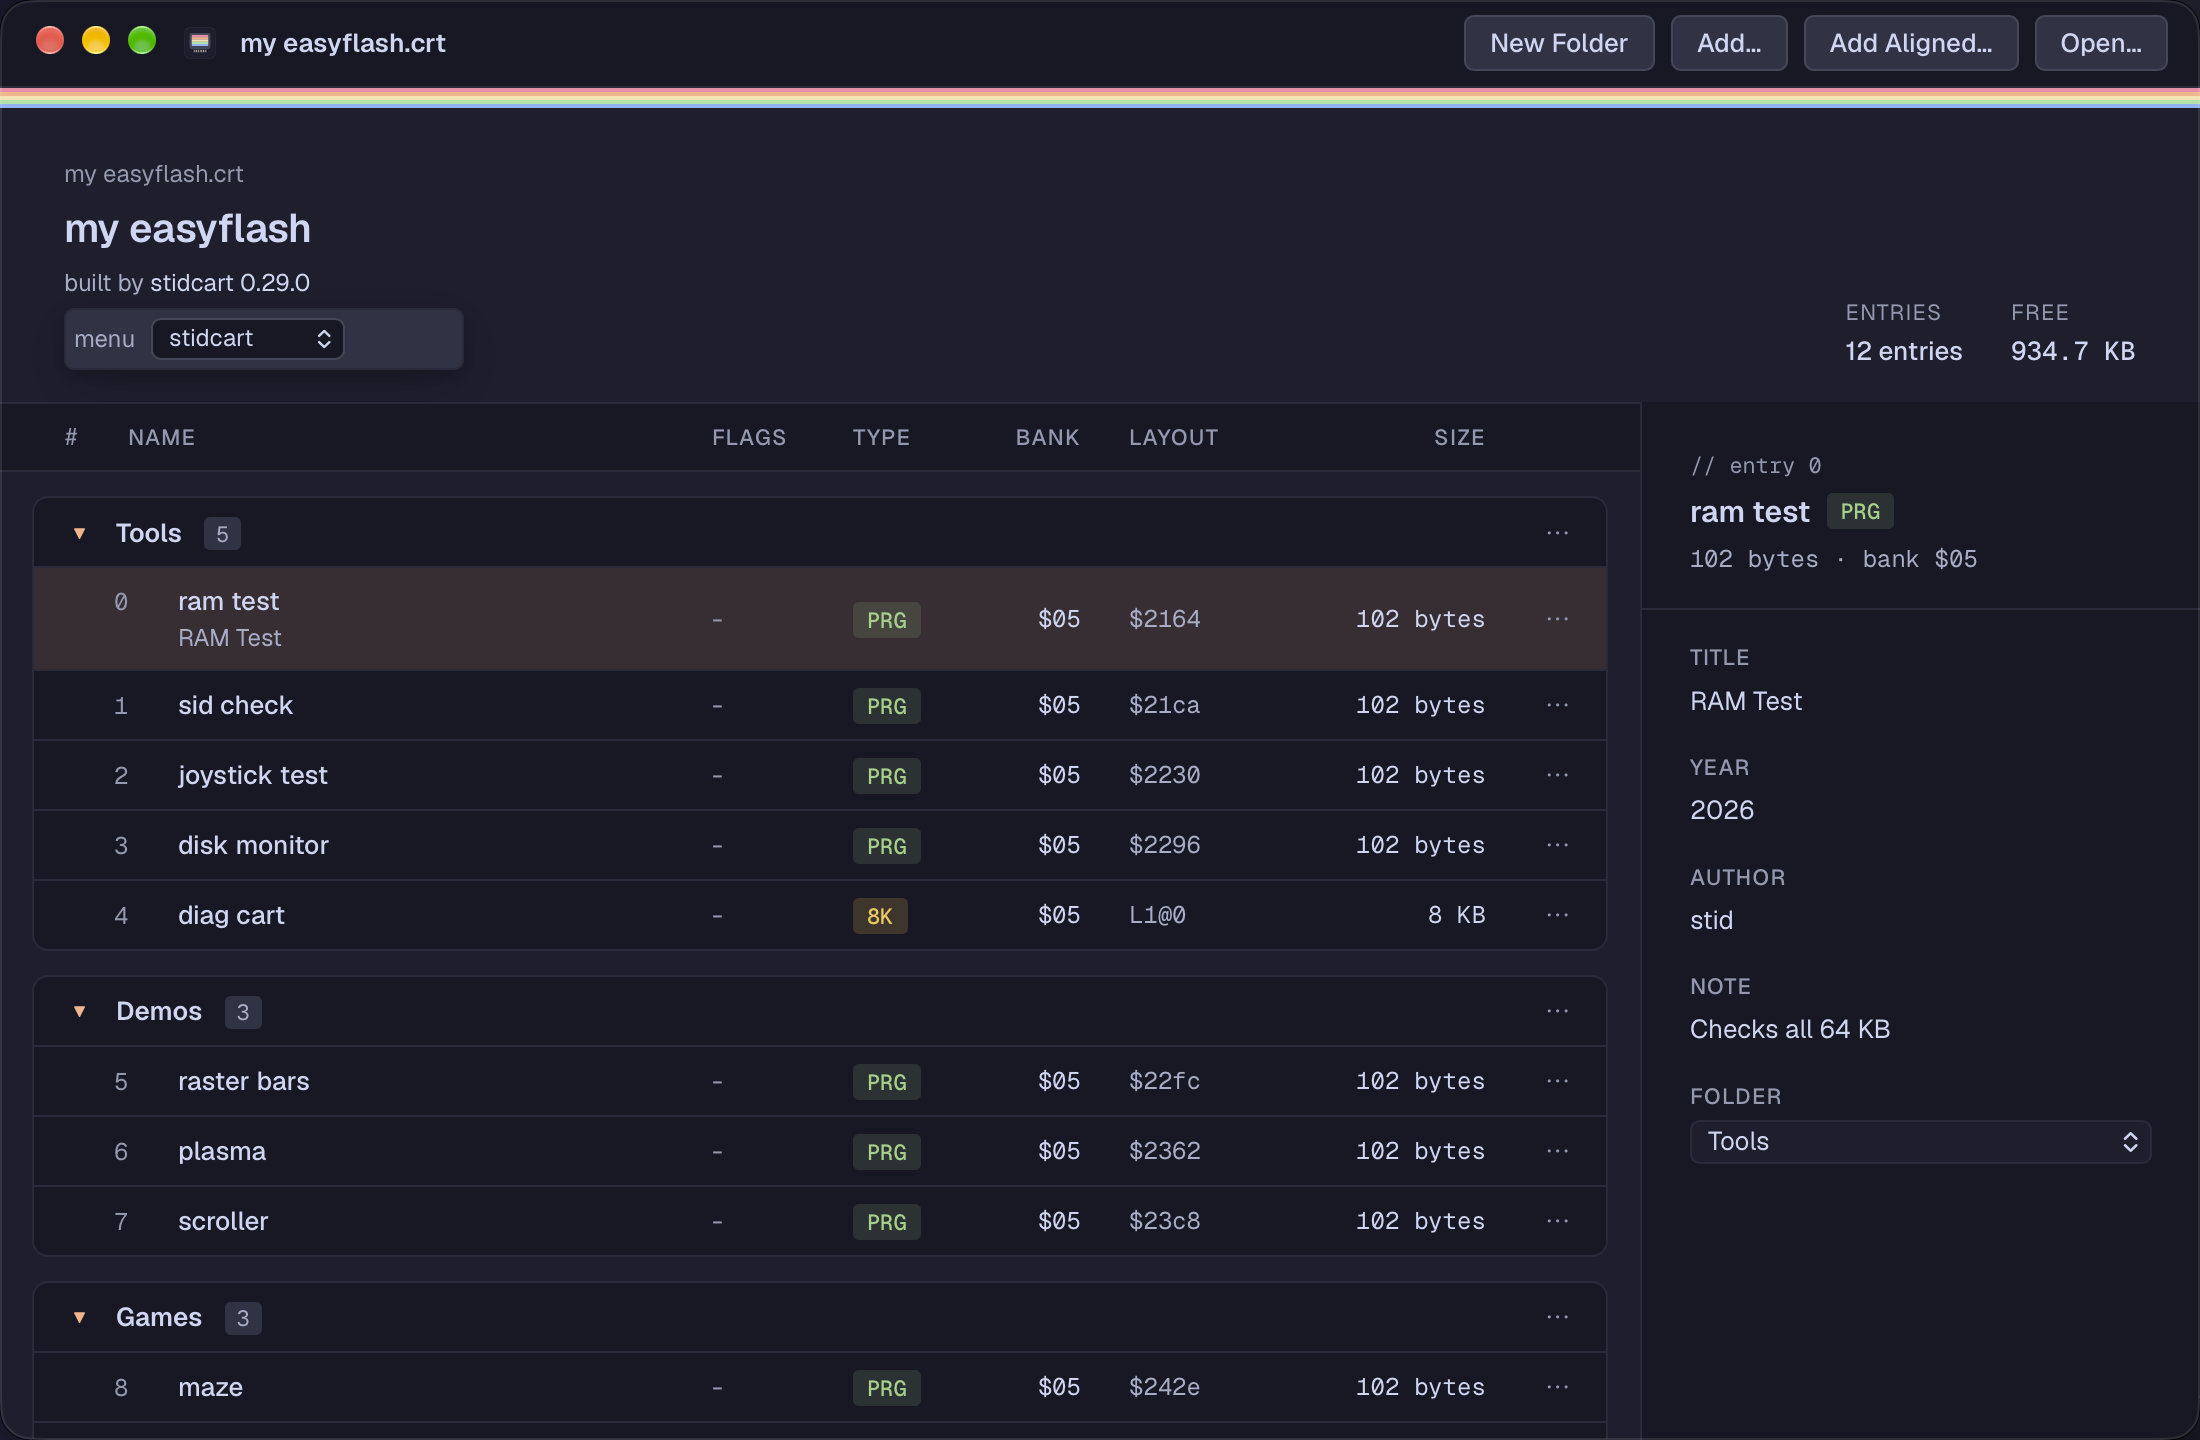 my easyflash.crt
New Folder
Add...
Add Aligned...
Open...
my easyflash.crt
my easyflash
built by stidcart 0.29.0
menu stidcart
ENTRIES FREE
12 entries 934.7 KB
# NAME FLAGS TYPE BANK LAYOUT SIZE
Tools 5 ...
0 ram test - PRG $05 $2164 102 bytes ...
RAM Test
1 sid check - PRG $05 $21ca 102 bytes ...
2 joystick test - PRG $05 $2230 102 bytes ...
3 disk monitor - PRG $05 $2296 102 bytes ...
4 diag cart - 8K $05 L1@0 8 KB ...
Demos 3 ...
5 raster bars - PRG $05 $22fc 102 bytes ...
6 plasma - PRG $05 $2362 102 bytes ...
7 scroller - PRG $05 $23c8 102 bytes ...
Games 3 ...
8 maze - PRG $05 $242e 102 bytes ...
// entry 0
ram test PRG
102 bytes · bank $05
TITLE
RAM Test
YEAR
2026
AUTHOR
stid
NOTE
Checks all 64 KB
FOLDER
Tools